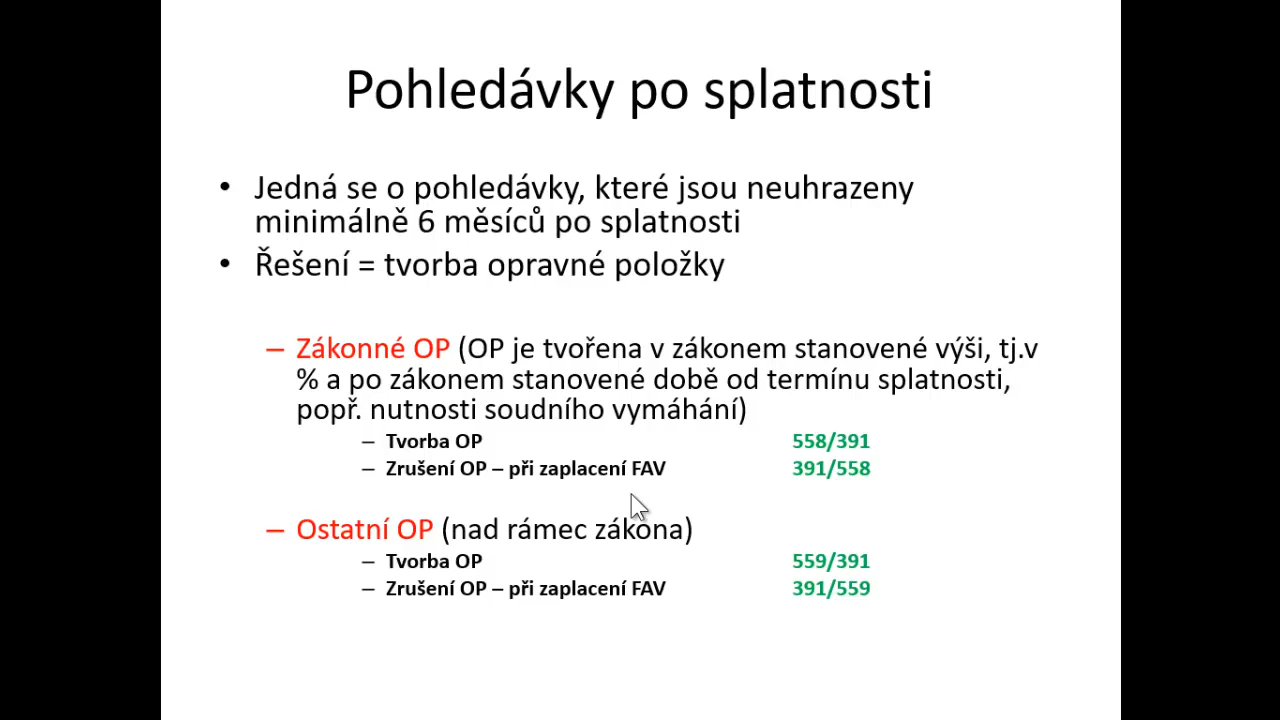 Pohledávky po splatnosti
• Jedná se o pohledávky, které jsou neuhrazeny
minimálně 6 měsíců po splatnosti
• Řešení = tvorba opravné položky
– Zákonné OP (OP je tvořena v zákonem stanovené výši, tj.v
% a po zákonem stanovené době od termínu splatnosti,
popř. nutnosti soudního vymáhání)
– Tvorba OP 558/391
– Zrušení OP – při zaplacení FAV 391/558
– Ostatní OP (nad rámec zákona)
– Tvorba OP 559/391
– Zrušení OP – při zaplacení FAV 391/559